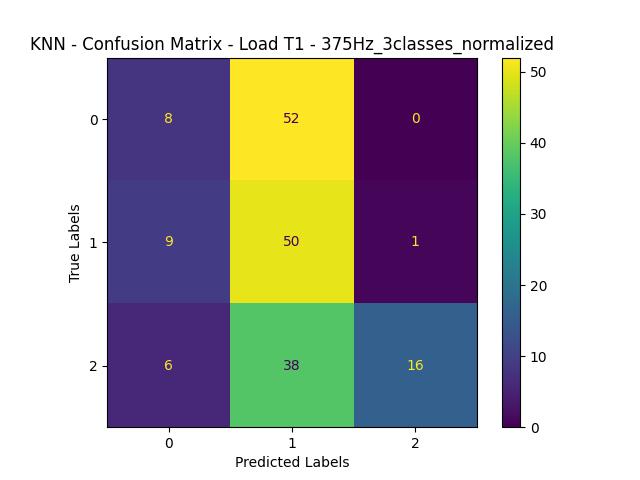 KNN - Confusion Matrix - Load T1 - 375Hz_3classes_normalized
0 8 52 0
1 9 50 1
2 6 38 16
0 1 2
True Labels
Predicted Labels
50
40
30
20
10
0